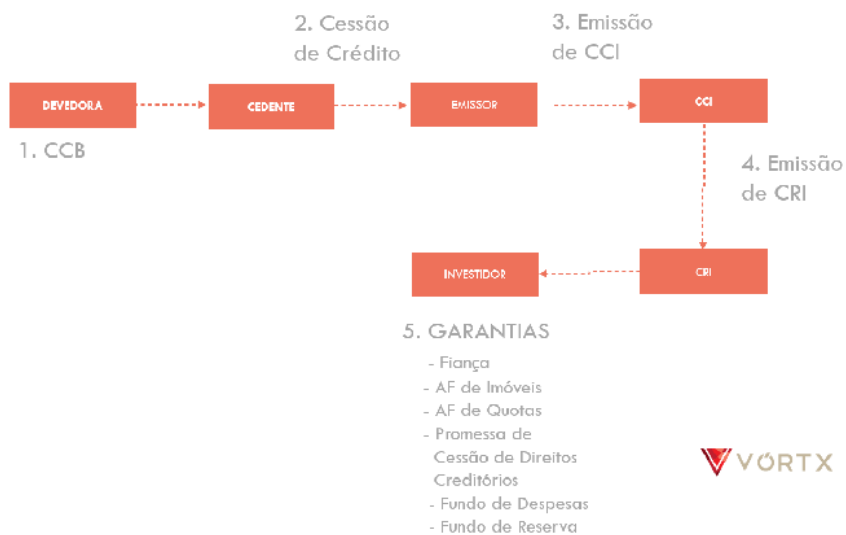 2. Cessão
de Crédito
3. Emissão
de CCI
DEVEDORA
CEDENTE
EMISSOR
CCI
1. CCB
4. Emissão
de CRI
INVESTIDOR
CRI
5. GARANTIAS
- Fiança
- AF de Imóveis
- AF de Quotas
- Promessa de
Cessão de Direitos
Creditórios
- Fundo de Despesas
- Fundo de Reserva
VÓRTX